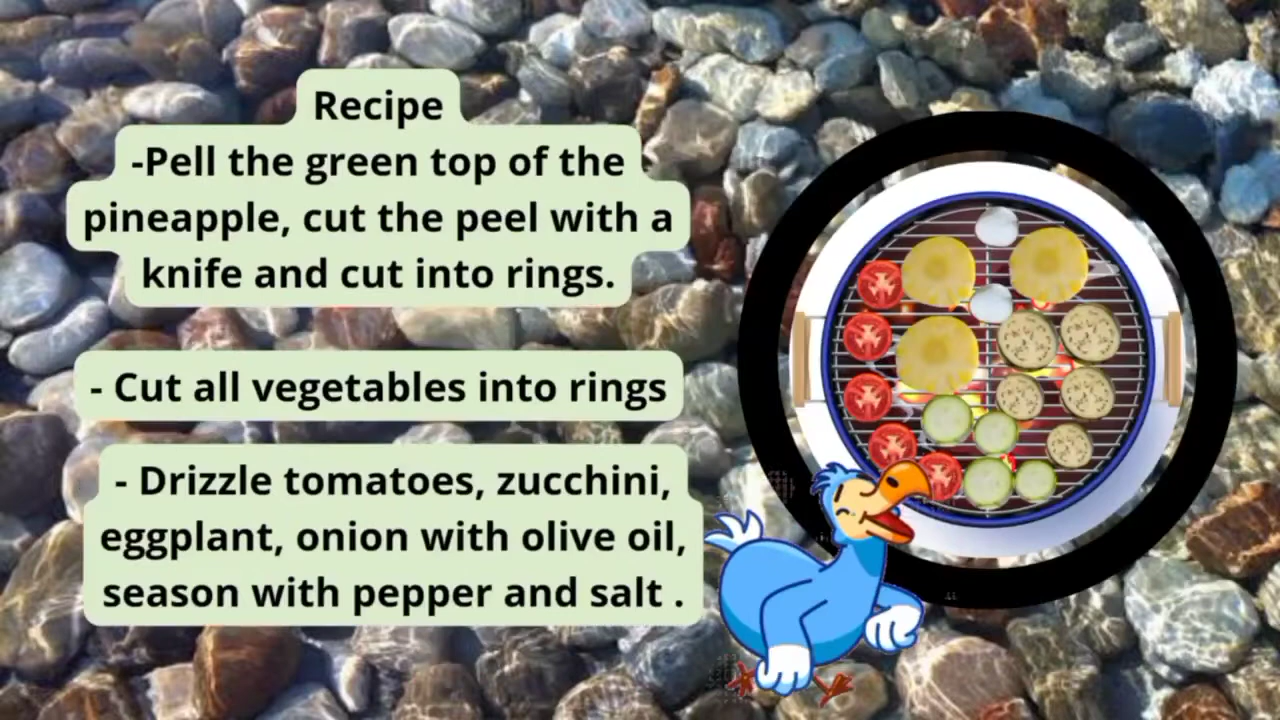 Recipe
-Pell the green top of the
pineapple, cut the peel with a
knife and cut into rings.
- Cut all vegetables into rings
- Drizzle tomatoes, zucchini,
eggplant, onion with olive oil,
season with pepper and salt .